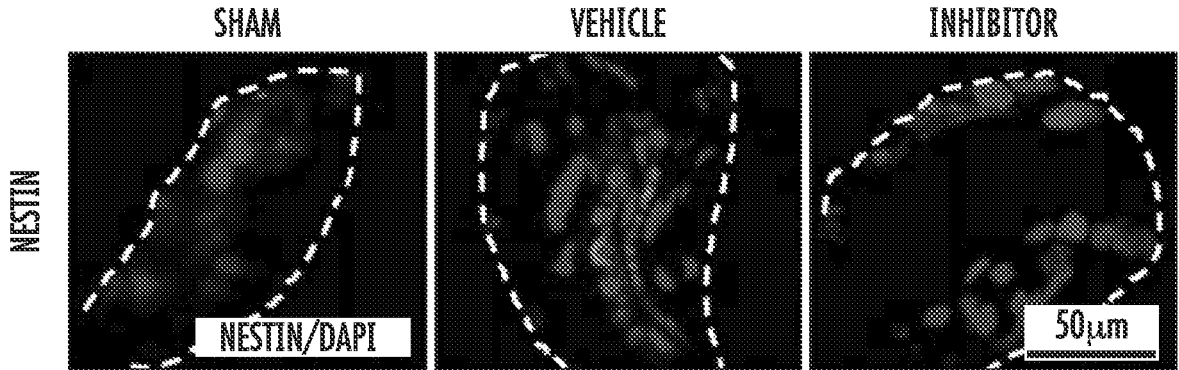 SHAM
VEHICLE
INHIBITOR
NESTIN
NESTIN/DAPI
50μm